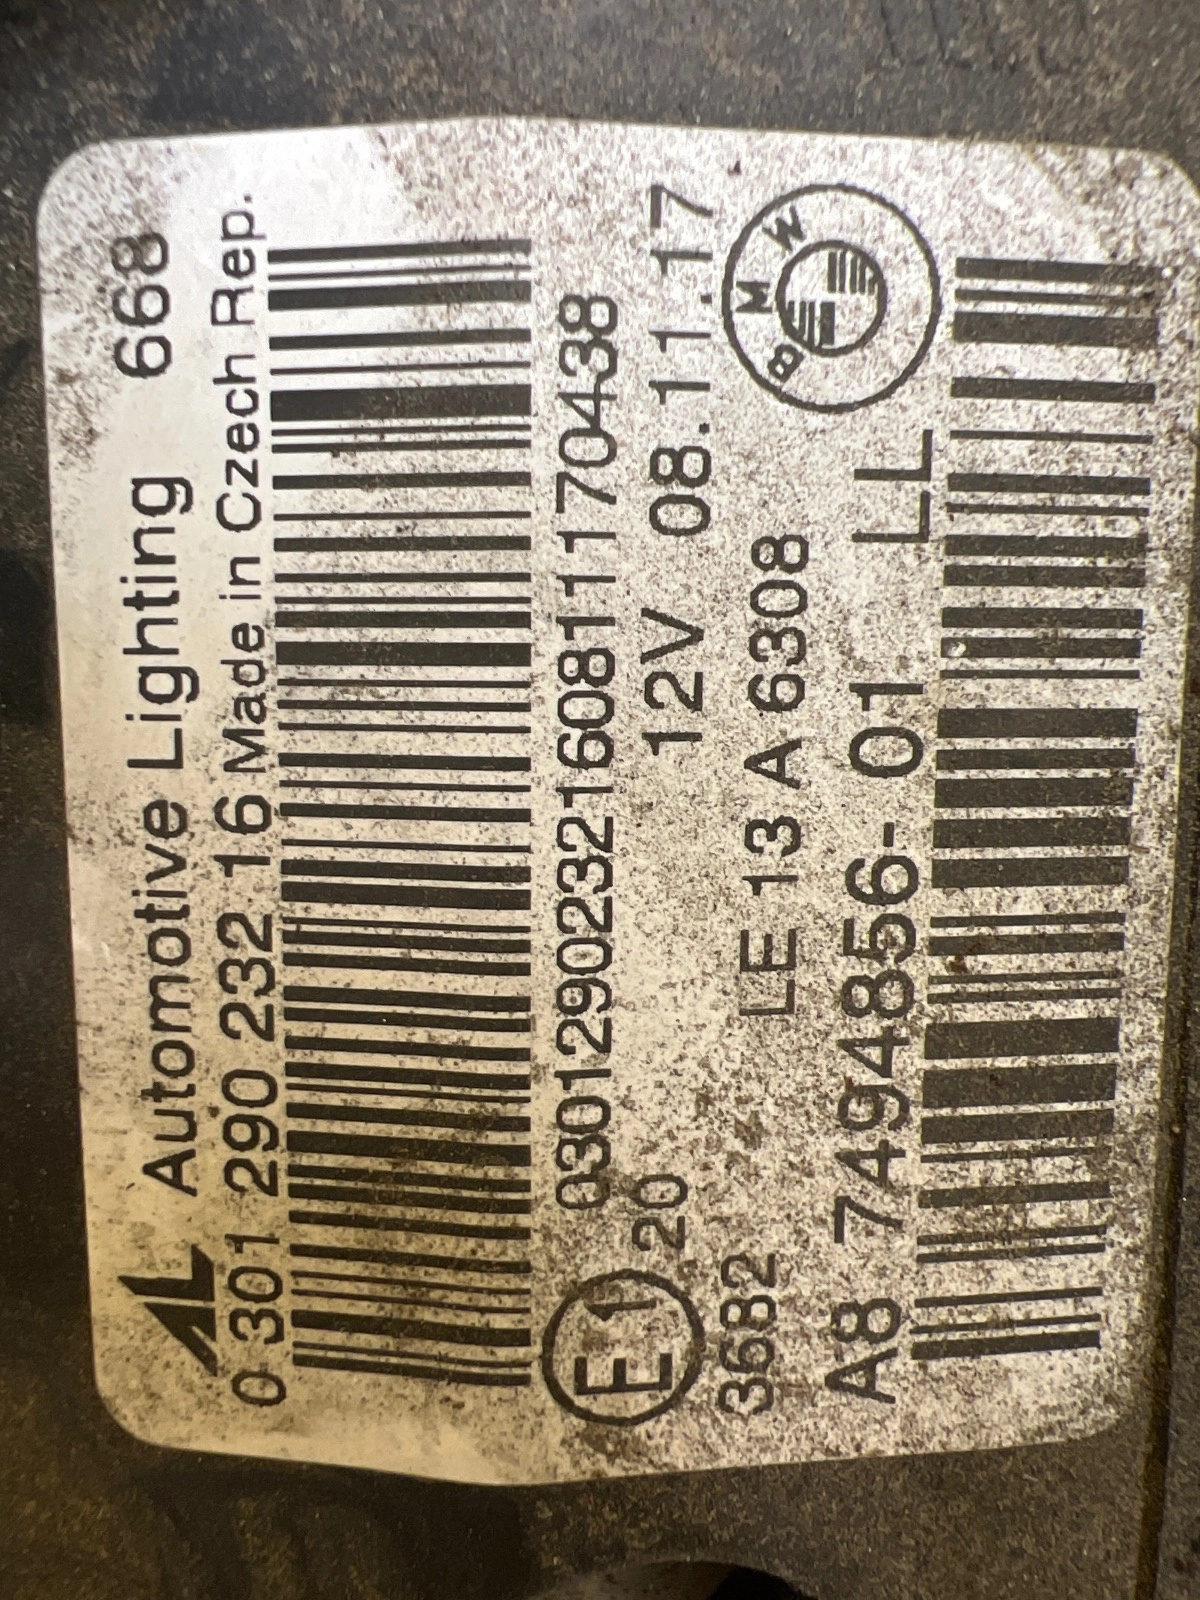 AL Automotive Lighting 668
0 301 290 232 16 Made in Czech Rep.
0301290232160811170438
E1 20 12V 08.11.17
3682 LE 13 A 6308
BMW
A8 7494856-01 LL